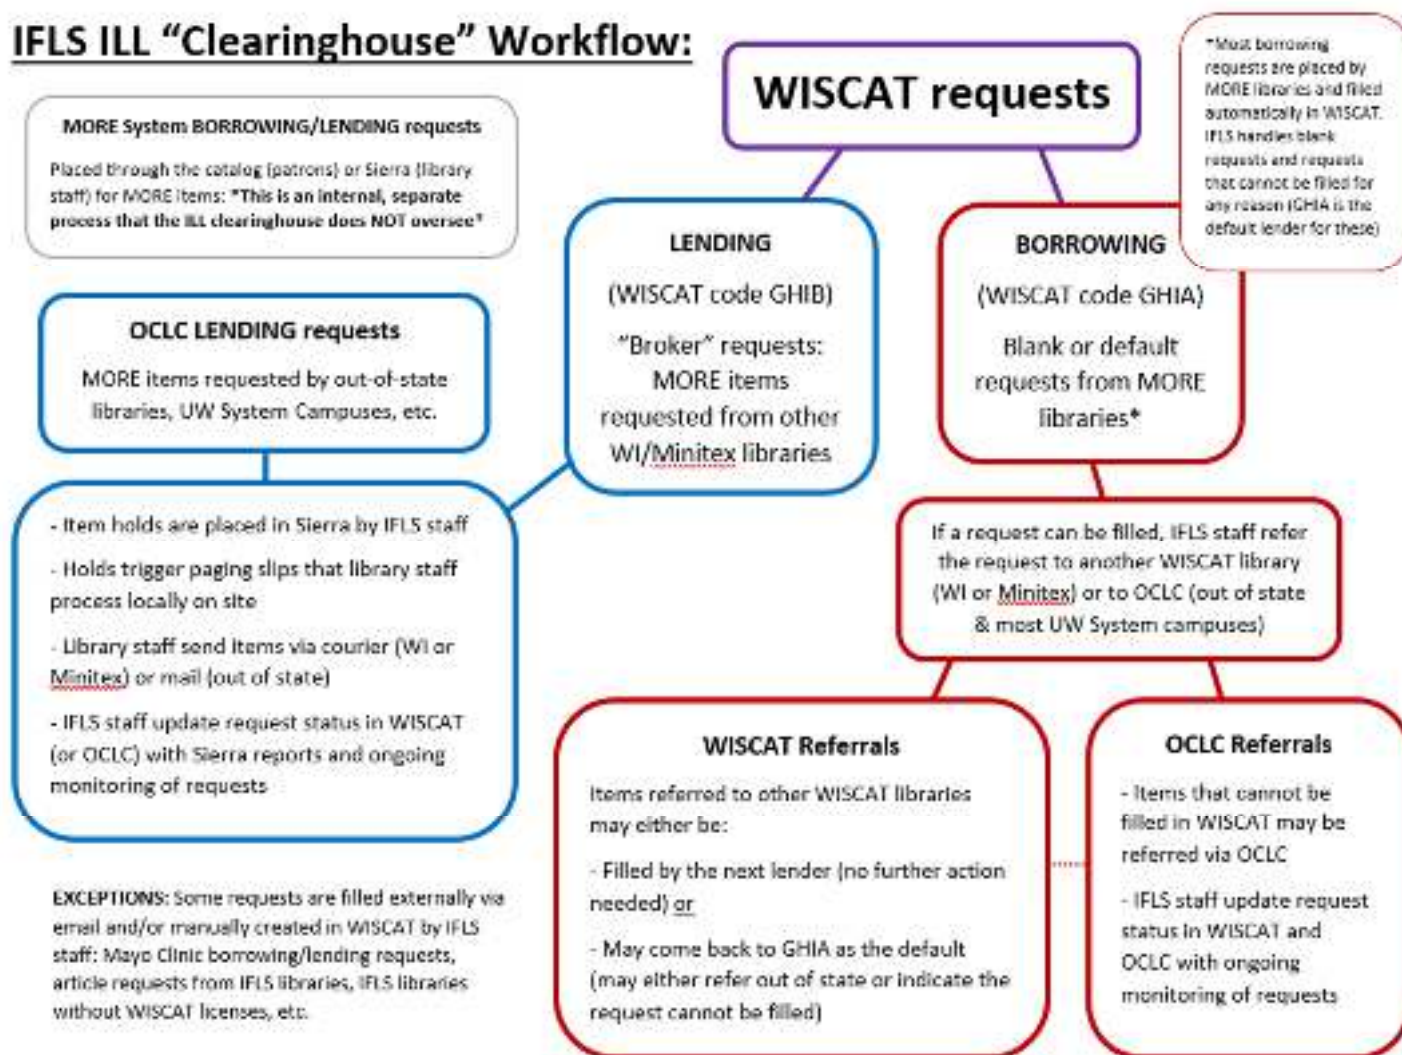 IFLS ILL “Clearinghouse” Workflow:
MORE System BORROWING/LENDING requests
Placed through the catalog (patrons) or Sierra (library
staff) for MORE items: *This is an internal, separate
process that the ILL clearinghouse does NOT oversee*
WISCAT requests
*Most borrowing
requests are placed by
MORE libraries and filled
automatically in WISCAT.
IFLS handles blank
requests and requests
that cannot be filled for
any reason (GHIA is the
default lender for these)
OCLC LENDING requests
MORE items requested by out-of-state
libraries, UW System Campuses, etc.
LENDING
(WISCAT code GHIB)
“Broker” requests:
MORE items
requested from other
WI/Minitex libraries
BORROWING
(WISCAT code GHIA)
Blank or default
requests from MORE
libraries*
- Item holds are placed in Sierra by IFLS staff
- Holds trigger paging slips that library staff
process locally on site
- Library staff send items via courier (WI or
Minitex) or mail (out of state)
- IFLS staff update request status in WISCAT
(or OCLC) with Sierra reports and ongoing
monitoring of requests
If a request can be filled, IFLS staff refer
the request to another WISCAT library
(WI or Minitex) or to OCLC (out of state
& most UW System campuses)
WISCAT Referrals
Items referred to other WISCAT libraries
may either be:
- Filled by the next lender (no further action
needed) or
- May come back to GHIA as the default
(may either refer out of state or indicate the
request cannot be filled)
OCLC Referrals
- Items that cannot be
filled in WISCAT may be
referred via OCLC
- IFLS staff update request
status in WISCAT and
OCLC with ongoing
monitoring of requests
EXCEPTIONS: Some requests are filled externally via
email and/or manually created in WISCAT by IFLS
staff: Mayo Clinic borrowing/lending requests,
article requests from IFLS libraries, IFLS libraries
without WISCAT licenses, etc.